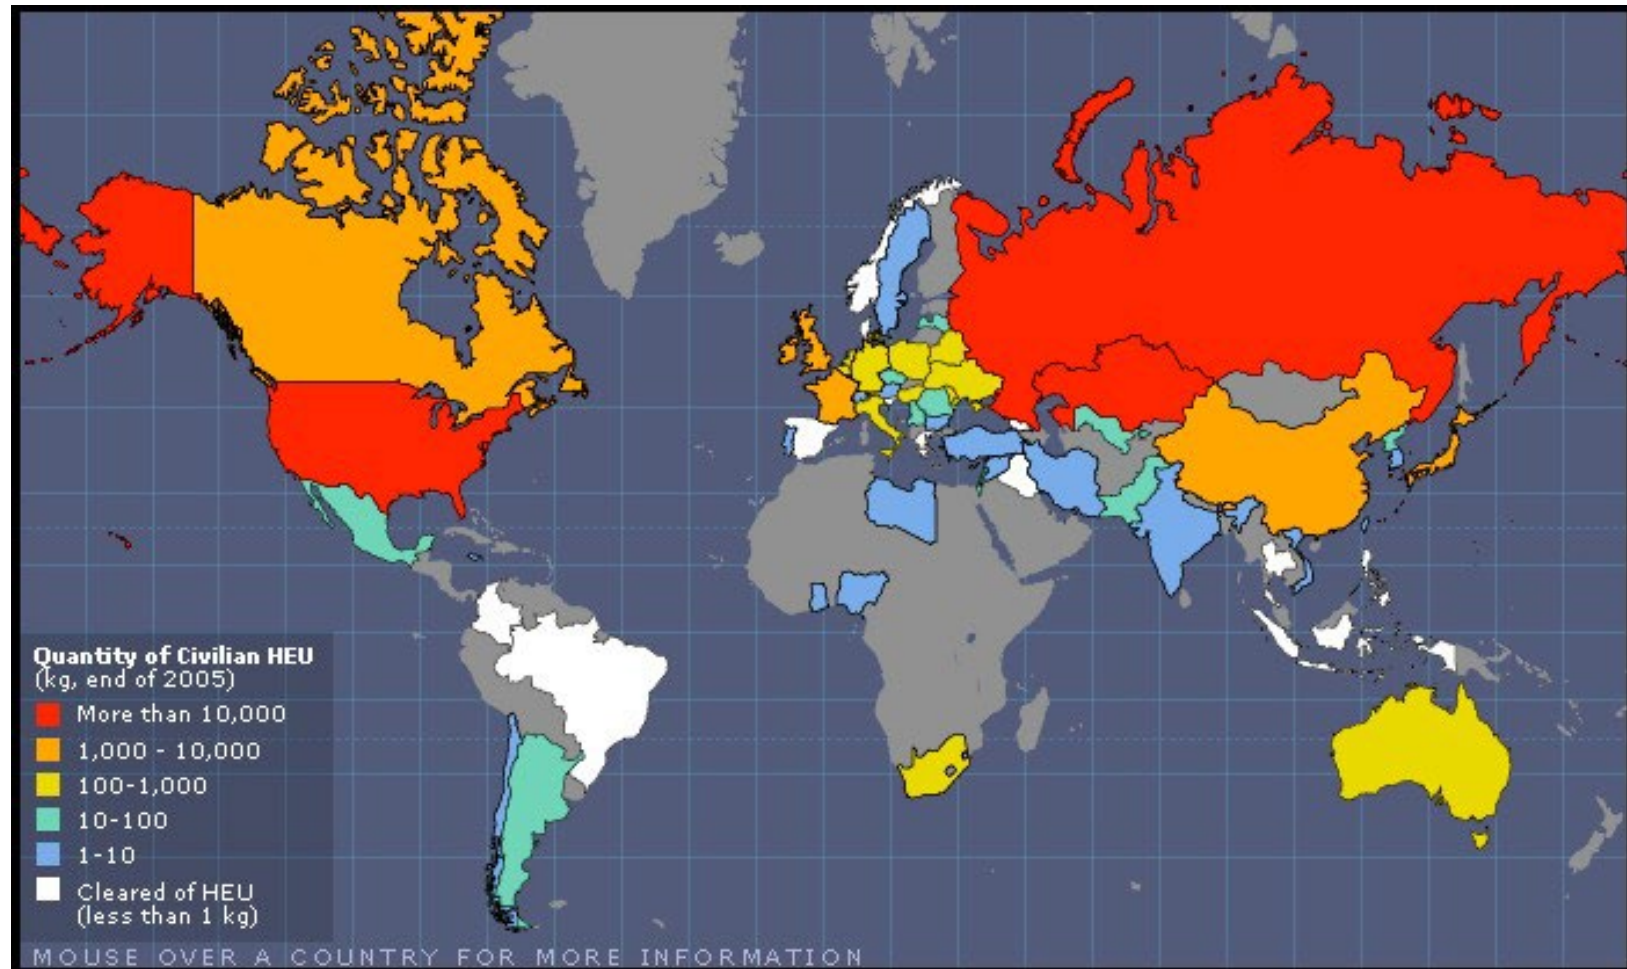 Quantity of Civilian HEU
(kg, end of 2005)
More than 10,000
1,000 - 10,000
100-1,000
10-100
1-10
Cleared of HEU
(less than 1 kg)
MOUSE OVER A COUNTRY FOR MORE INFORMATION